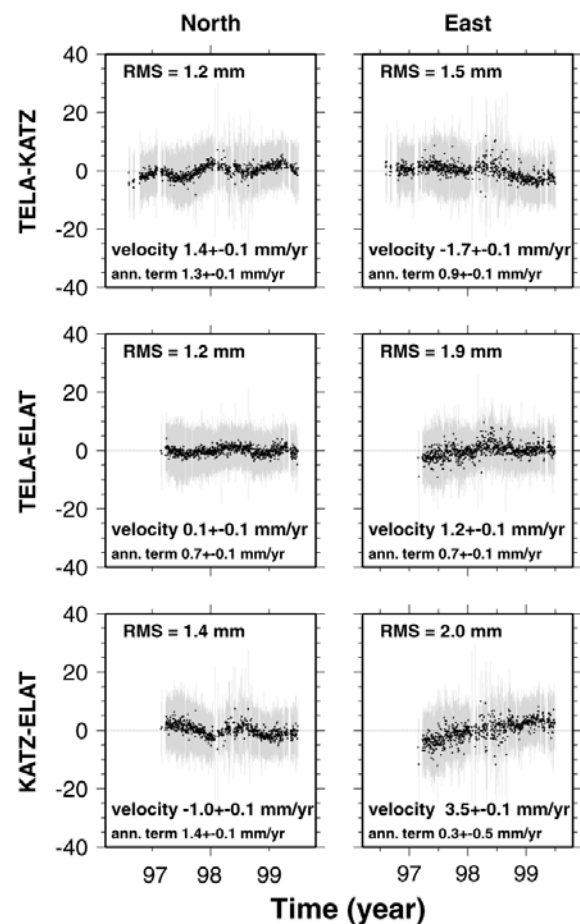 North East
40
20
0
-20
-40
TELA-KATZ
RMS = 1.2 mm
velocity 1.4+-0.1 mm/yr
ann. term 1.3+-0.1 mm/yr
RMS = 1.5 mm
velocity -1.7+-0.1 mm/yr
ann. term 0.9+-0.1 mm/yr
40
20
0
-20
-40
TELA-ELAT
RMS = 1.2 mm
velocity 0.1+-0.1 mm/yr
ann. term 0.7+-0.1 mm/yr
RMS = 1.9 mm
velocity 1.2+-0.1 mm/yr
ann. term 0.7+-0.1 mm/yr
40
20
0
-20
-40
KATZ-ELAT
RMS = 1.4 mm
velocity -1.0+-0.1 mm/yr
ann. term 1.4+-0.1 mm/yr
RMS = 2.0 mm
velocity 3.5+-0.1 mm/yr
ann. term 0.3+-0.5 mm/yr
97 98 99 97 98 99
Time (year)